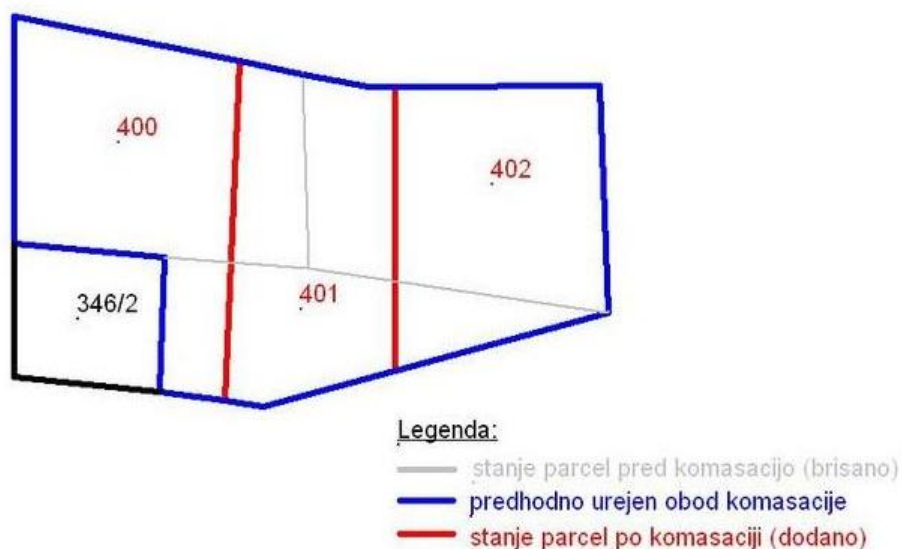 400
402
346/2
401
Legenda:
stanje parcel pred komasacijo (brisano)
predhodno urejen obod komasacije
stanje parcel po komasaciji (dodano)